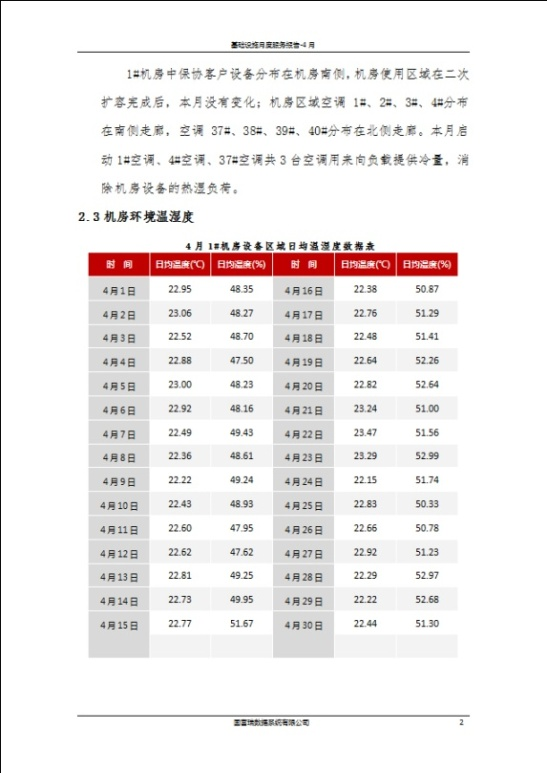 基础设施月度服务报告-4 月
1#机房中保协客户设备分布在机房南侧，机房使用区域在二次
扩容完成后，本月没有变化；机房区域空调 1#、2#、3#、4#分布
在南侧走廊，空调 37#、38#、39#、40#分布在北侧走廊。本月启
动 1#空调、4#空调、37#空调共 3 台空调用来向负载提供冷量，消
除机房设备的热湿负荷。
2.3 机房环境温湿度
4 月 1#机房设备区域日均温湿度数据表
时 间 日均温度(℃) 日均湿度(%) 时 间 日均温度(℃) 日均湿度(%)
4月1日 22.95 48.35 4月16日 22.38 50.87
4月2日 23.06 48.27 4月17日 22.76 51.29
4月3日 22.52 48.70 4月18日 22.48 51.41
4月4日 22.88 47.50 4月19日 22.64 52.26
4月5日 23.00 48.23 4月20日 22.82 52.64
4月6日 22.92 48.16 4月21日 23.24 51.00
4月7日 22.49 49.43 4月22日 23.47 51.56
4月8日 22.36 48.61 4月23日 23.29 52.99
4月9日 22.22 49.24 4月24日 22.15 51.74
4月10日 22.43 48.93 4月25日 22.83 50.33
4月11日 22.60 47.95 4月26日 22.66 50.78
4月12日 22.62 47.62 4月27日 22.92 51.23
4月13日 22.81 49.25 4月28日 22.29 52.97
4月14日 22.73 49.95 4月29日 22.22 52.68
4月15日 22.77 51.67 4月30日 22.44 51.30
国富瑞数据系统有限公司 2